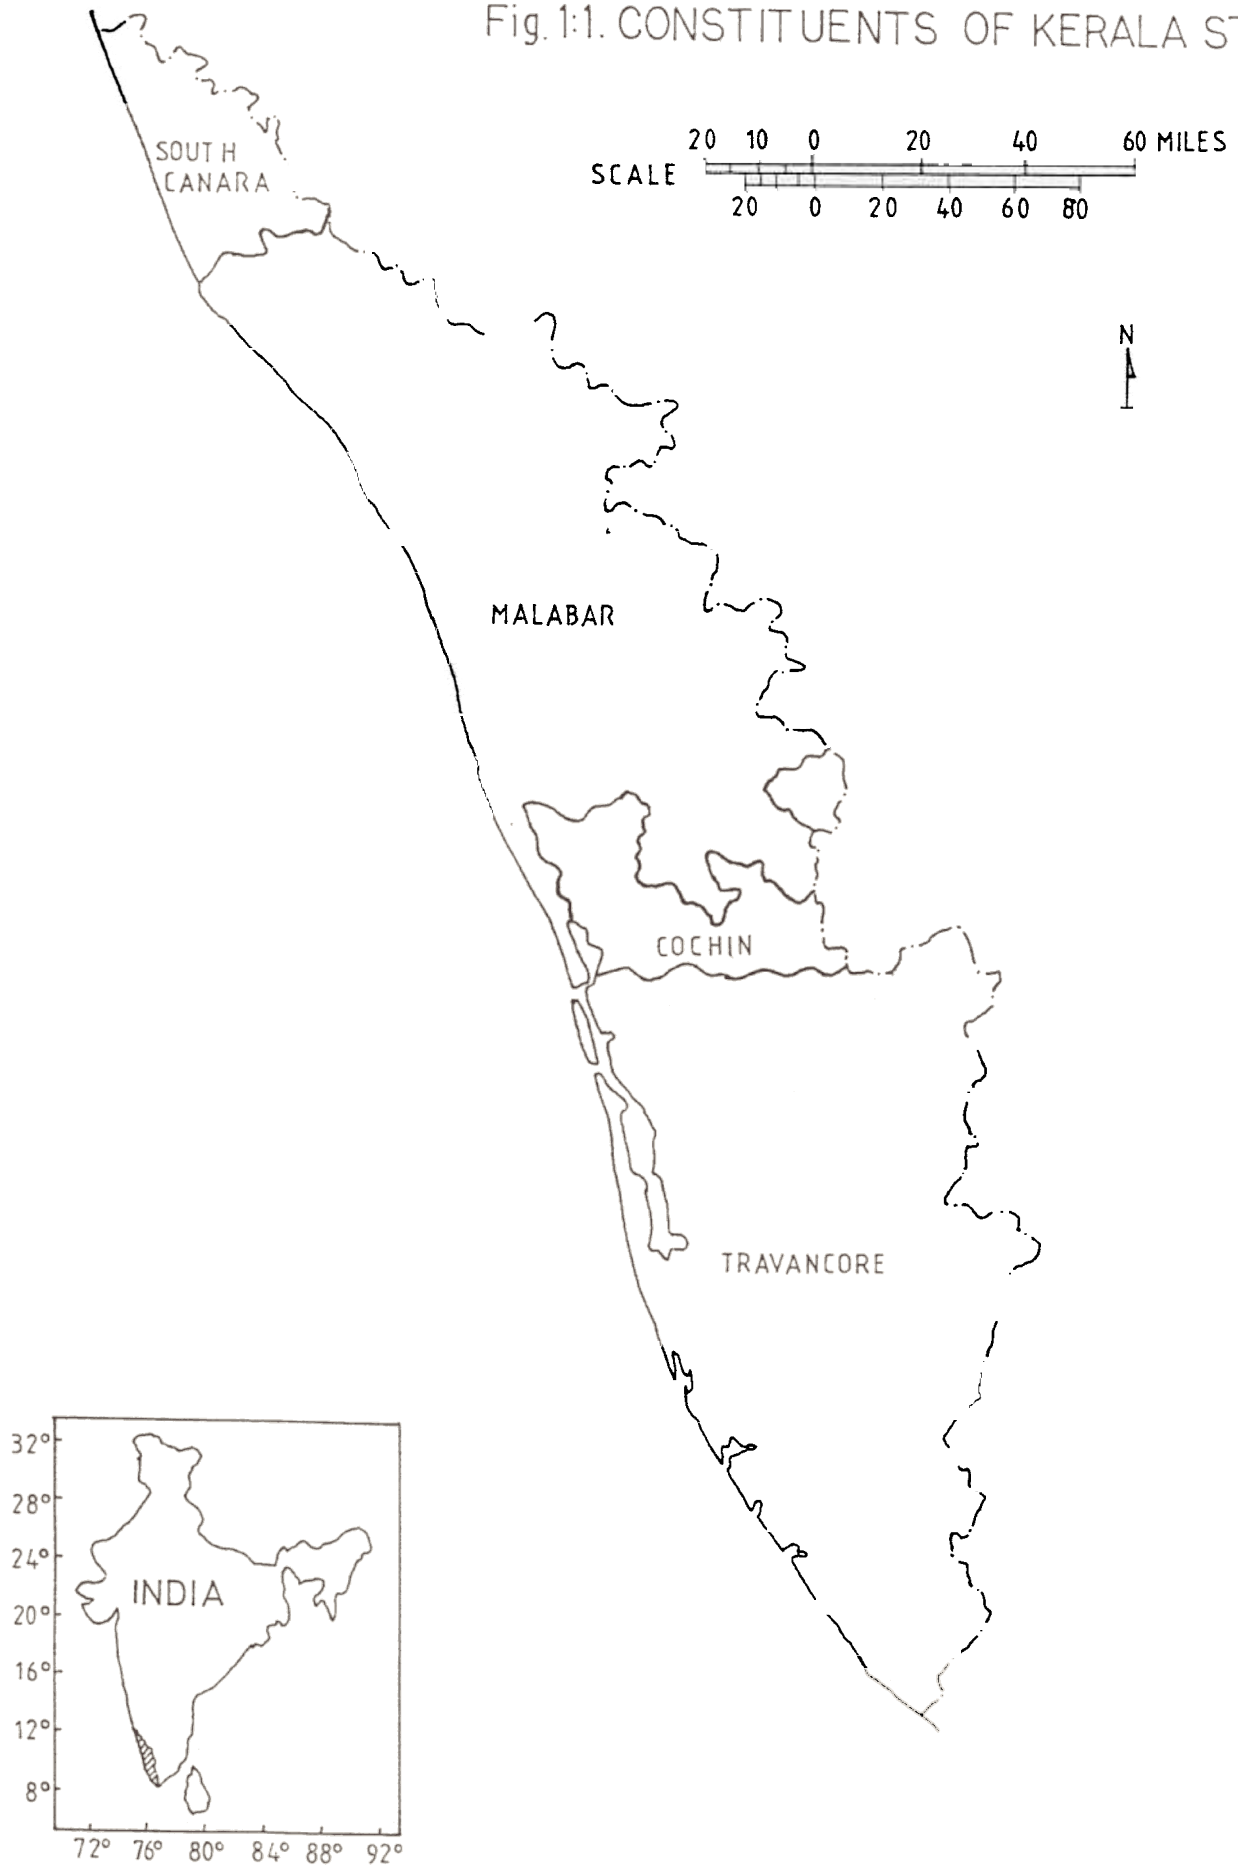 Fig. 1:1. CONSTITUENTS OF KERALA ST
20 10 0 20 40 60 MILES
SCALE
20 0 20 40 60 80
N
SOUTH
CANARA
MALABAR
COCHIN
TRAVANCORE
32°
28°
24°
INDIA
20°
16°
12°
8°
72° 76° 80° 84° 88° 92°